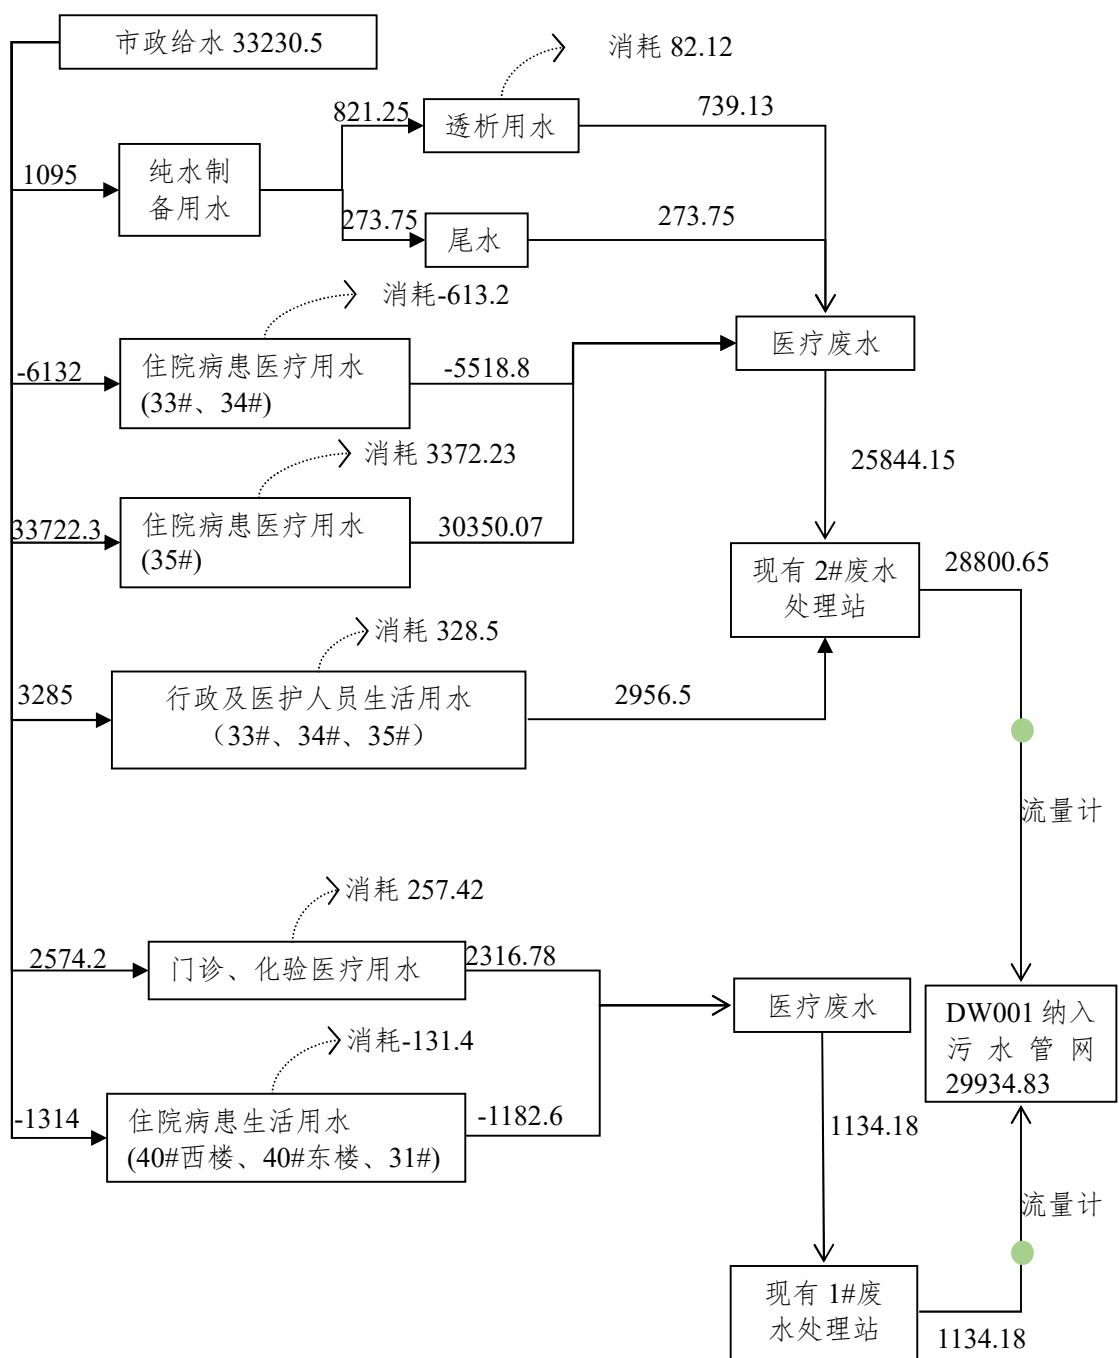 市政给水 33230.5
消耗 82.12
821.25
透析用水
739.13
1095
纯水制
备用水
273.75
尾水
273.75
消耗-613.2
医疗废水
-6132
住院病患医疗用水
(33#、34#)
-5518.8
消耗 3372.23
25844.15
33722.3
住院病患医疗用水
(35#)
30350.07
现有 2#废水
处理站
28800.65
消耗 328.5
3285
行政及医护人员生活用水
（33#、34#、35#）
2956.5
流量计
消耗 257.42
2574.2
门诊、化验医疗用水
2316.78
医疗废水
DW001 纳入
污水管网
29934.83
消耗-131.4
-1314
住院病患生活用水
(40#西楼、40#东楼、31#)
-1182.6
1134.18
流量计
现有 1#废
水处理站
1134.18